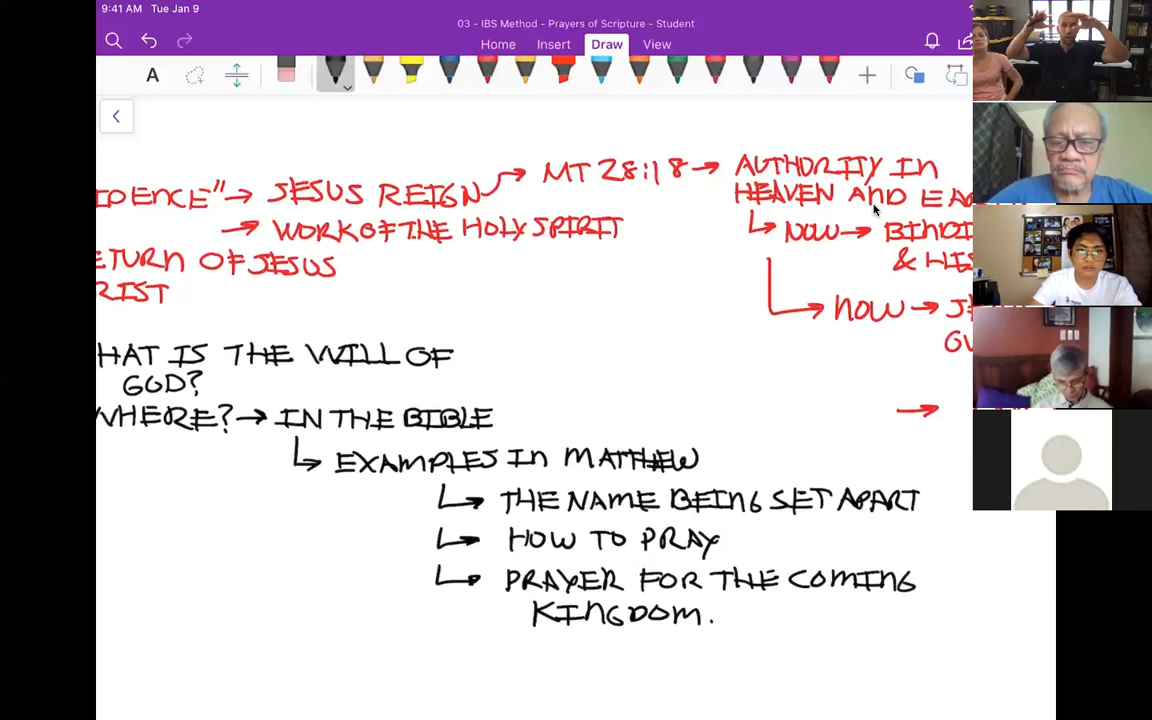 9:41 AM Tue Jan 9
03 - IBS Method - Prayers of Scripture - Student
Home Insert Draw View
A
IDENCE" → JESUS REIGN → MT 28:18 → AUTHORITY IN
HEAVEN AND
→ WORK OF THE HOLY SPIRIT
↳ NOW →
ETURN OF JESUS
RIST
& HIS
↳ NOW →
HAT IS THE WILL OF
GOD?
WHERE? → IN THE BIBLE
↳ EXAMPLES IN MATTHEW
↳ THE NAME BEING SET APART
↳ HOW TO PRAY
↳ PRAYER FOR THE COMING
KINGDOM.